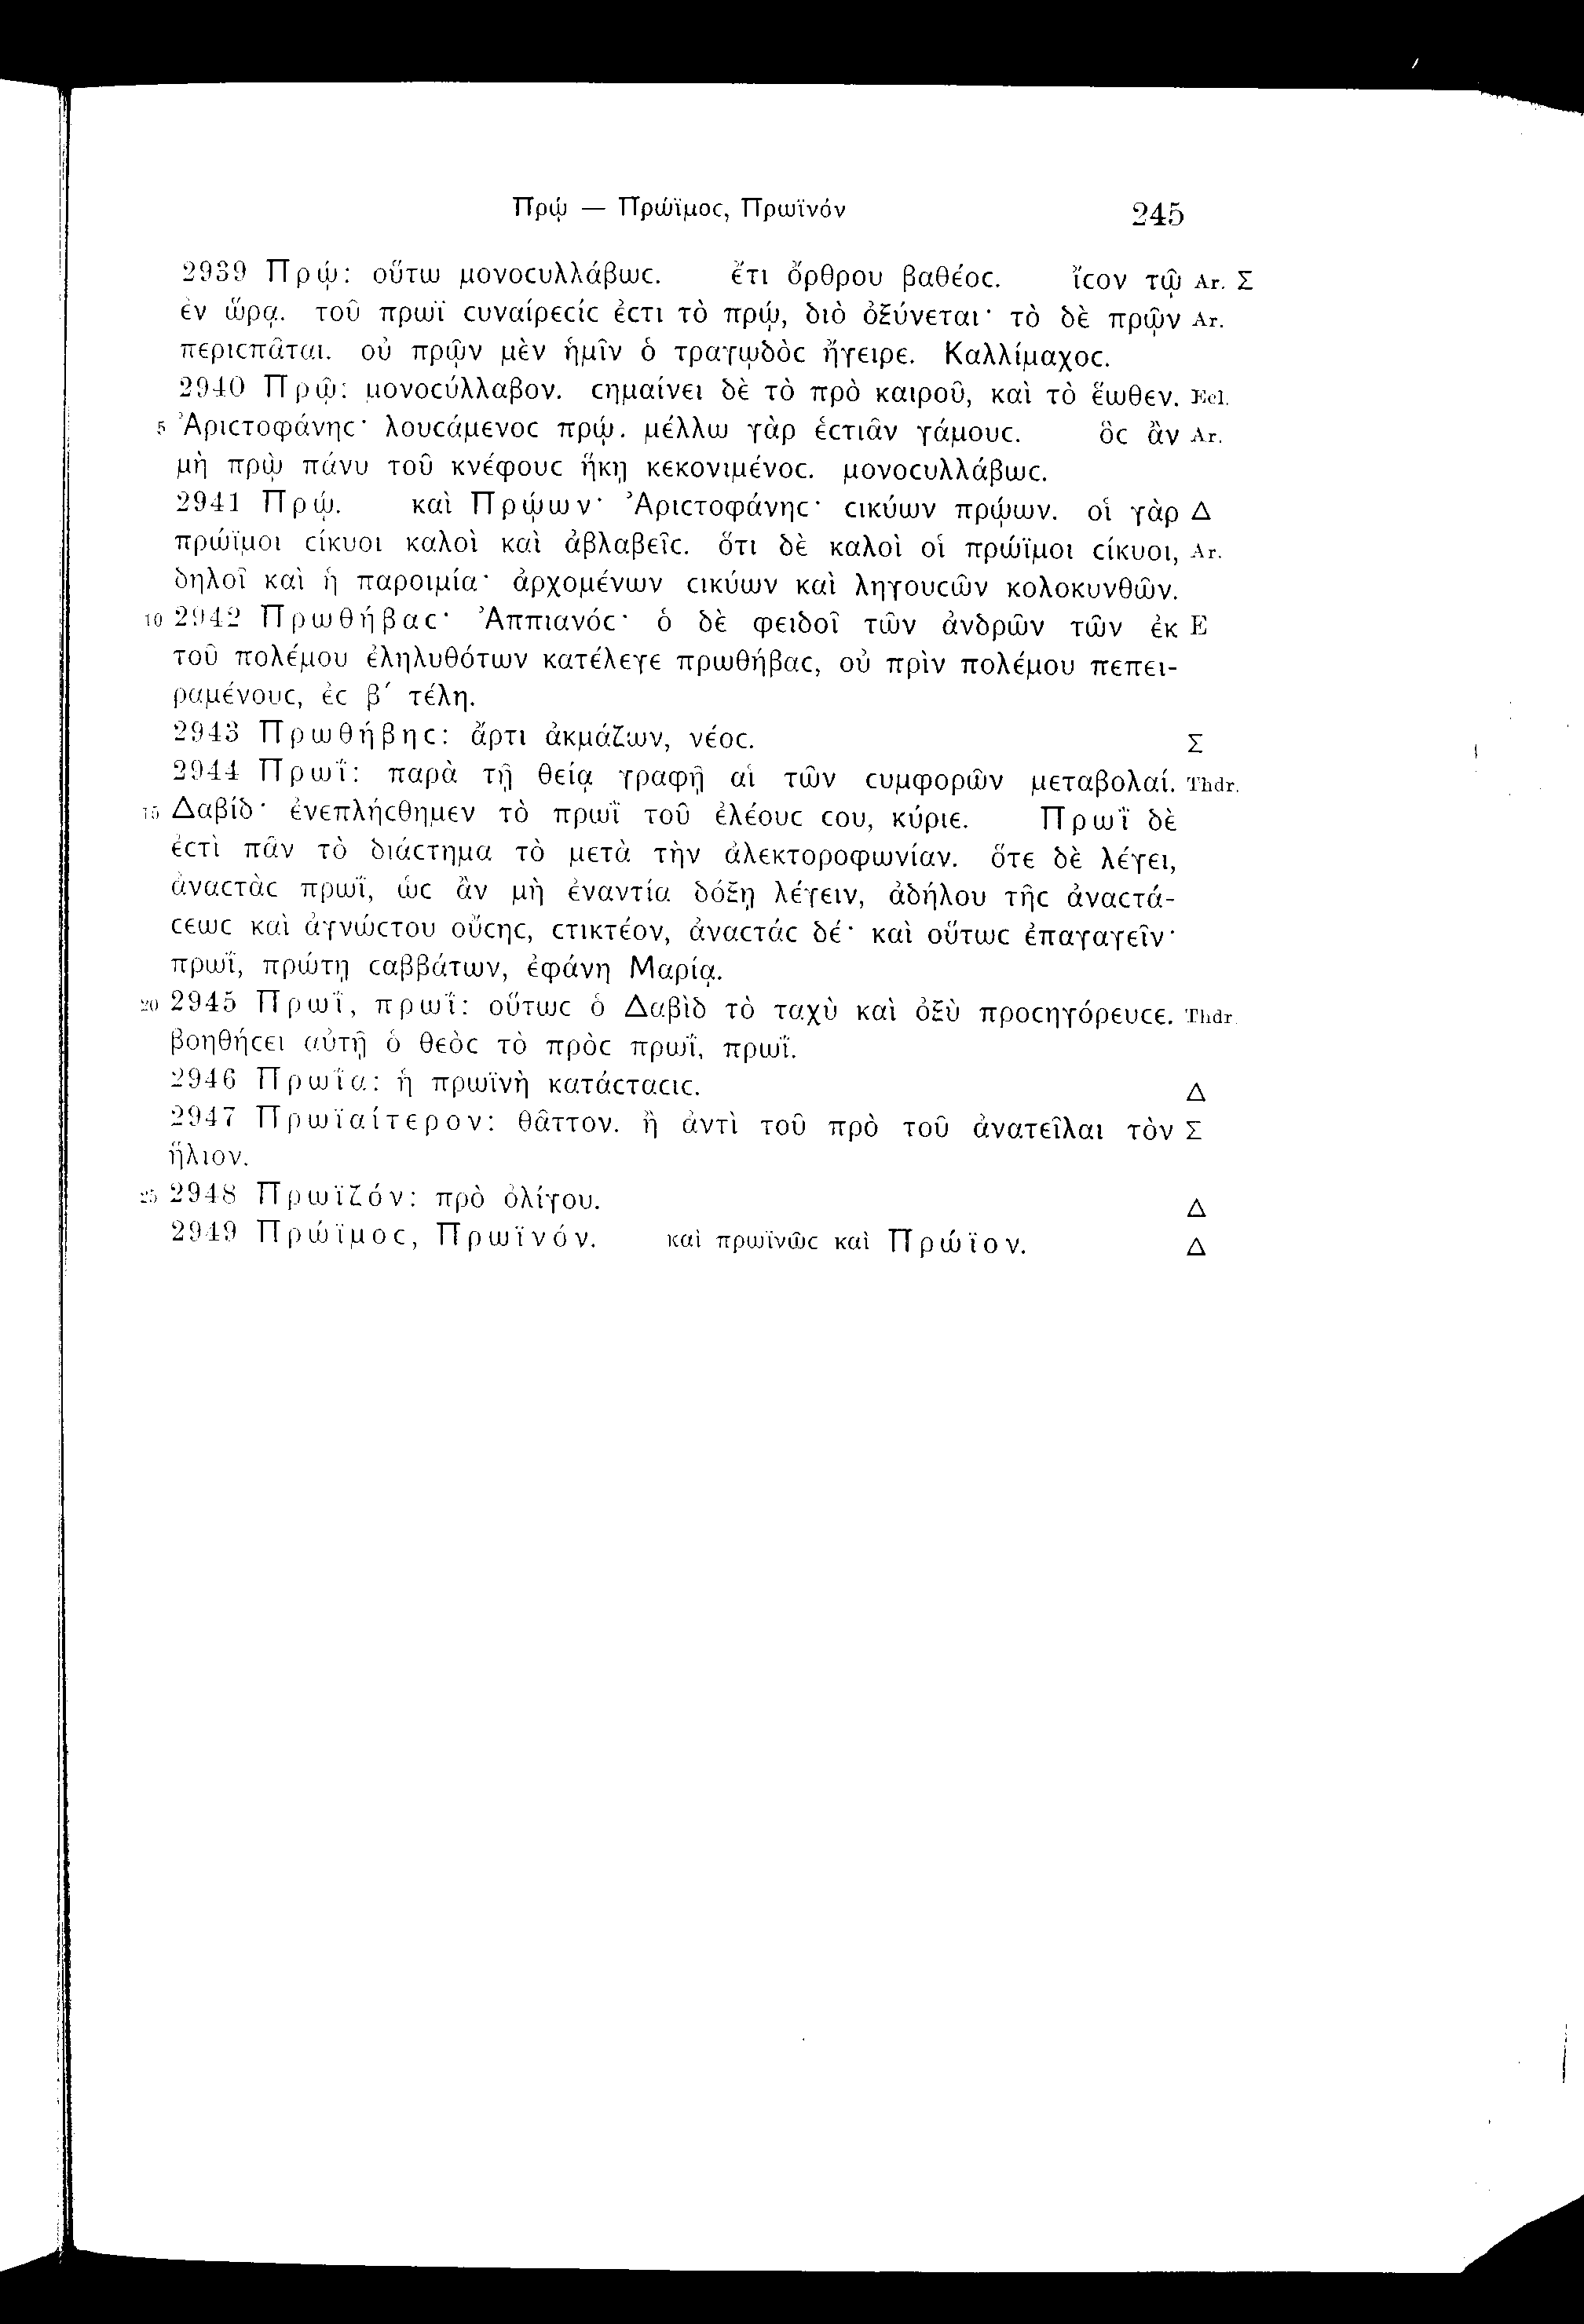 Πρῴ — Πρώϊμοϲ, Πρωϊνόν 245
2939 Πρῴ: οὕτω μονοϲυλλάβωϲ. ἔτι ὄρθρου βαθέοϲ. ἴϲον τῷ Ar. Σ
ἐν ὥρᾳ. τοῦ πρωῒ ϲυναίρεϲίϲ ἐϲτι τὸ πρῴ, διὸ ὀξύνεται· τὸ δὲ πρῷν Ar.
περιϲπᾶται. οὐ πρῷν μὲν ἡμῖν ὁ τραγῳδὸϲ ἤγειρε. Καλλίμαχοϲ.
2940 Πρῷ: μονοϲύλλαβον. ϲημαίνει δὲ τὸ πρὸ καιροῦ, καὶ τὸ ἕωθεν. Ecl.
5 Ἀριϲτοφάνηϲ· λουϲάμενοϲ πρῴ. μέλλω γὰρ ἑϲτιᾶν γάμουϲ. ὃϲ ἂν Ar.
μὴ πρῲ πάνυ τοῦ κνέφουϲ ἥκῃ κεκονιμένοϲ. μονοϲυλλάβωϲ.
2941 Πρῴ. καὶ Πρῴων· Ἀριϲτοφάνηϲ· ϲικύων πρῴων. οἱ γὰρ Δ
πρώϊμοι ϲίκυοι καλοὶ καὶ ἀβλαβεῖϲ. ὅτι δὲ καλοὶ οἱ πρώϊμοι ϲίκυοι, Ar.
δηλοῖ καὶ ἡ παροιμία· ἀρχομένων ϲικύων καὶ ληγουϲῶν κολοκυνθῶν.
10 2942 Πρωθήβαϲ· Ἀππιανόϲ· ὁ δὲ φειδοῖ τῶν ἀνδρῶν τῶν ἐκ E
τοῦ πολέμου ἐληλυθότων κατέλεγε πρωθήβαϲ, οὐ πρὶν πολέμου πεπει-
ραμένουϲ, ἐϲ β΄ τέλη.
2943 Πρωθήβηϲ: ἄρτι ἀκμάζων, νέοϲ. Σ
2944 Πρωΐ: παρὰ τῇ θείᾳ γραφῇ αἱ τῶν ϲυμφορῶν μεταβολαί. Thdr.
15 Δαβίδ· ἐνεπλήϲθημεν τὸ πρωῒ τοῦ ἐλέουϲ ϲου, κύριε. Πρωῒ δὲ
ἐϲτὶ πᾶν τὸ διάϲτημα τὸ μετὰ τὴν ἀλεκτοροφωνίαν. ὅτε δὲ λέγει,
ἀναϲτὰϲ πρωΐ, ὡϲ ἂν μὴ ἐναντία δόξῃ λέγειν, ἀδήλου τῆϲ ἀναϲτά-
ϲεωϲ καὶ ἀγνώϲτου οὔϲηϲ, ϲτικτέον, ἀναϲτάϲ δέ· καὶ οὕτωϲ ἐπαγαγεῖν·
πρωΐ, πρώτῃ ϲαββάτων, ἐφάνη Μαρίᾳ.
20 2945 Πρωΐ, πρωΐ: οὕτωϲ ὁ Δαβὶδ τὸ ταχὺ καὶ ὀξὺ προϲηγόρευϲε. Thdr.
βοηθήϲει αὐτῇ ὁ θεὸϲ τὸ πρὸϲ πρωΐ, πρωΐ.
2946 Πρωΐα: ἡ πρωϊνὴ κατάϲταϲιϲ. Δ
2947 Πρωϊαίτερον: θᾶττον. ἢ ἀντὶ τοῦ πρὸ τοῦ ἀνατεῖλαι τὸν Σ
ἥλιον.
25 2948 Πρωϊζόν: πρὸ ὀλίγου. Δ
2949 Πρώϊμοϲ, Πρωϊνόν. καὶ πρωϊνῶϲ καὶ Πρώϊον. Δ